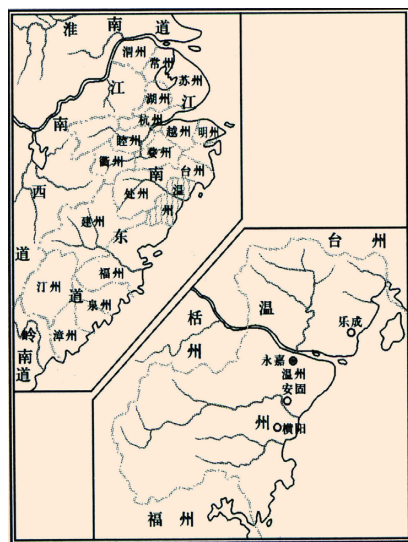 淮南道
润州
常州
苏州
江
江
湖州
杭州
越州
明州
南
睦州
衢州
婺州
台州
南
处州
温州
西
建州
东
道
福州
汀州
道
泉州
岭南道
漳州
台州
温
栝州
乐成
永嘉
温州
安固
州
横阳
福州